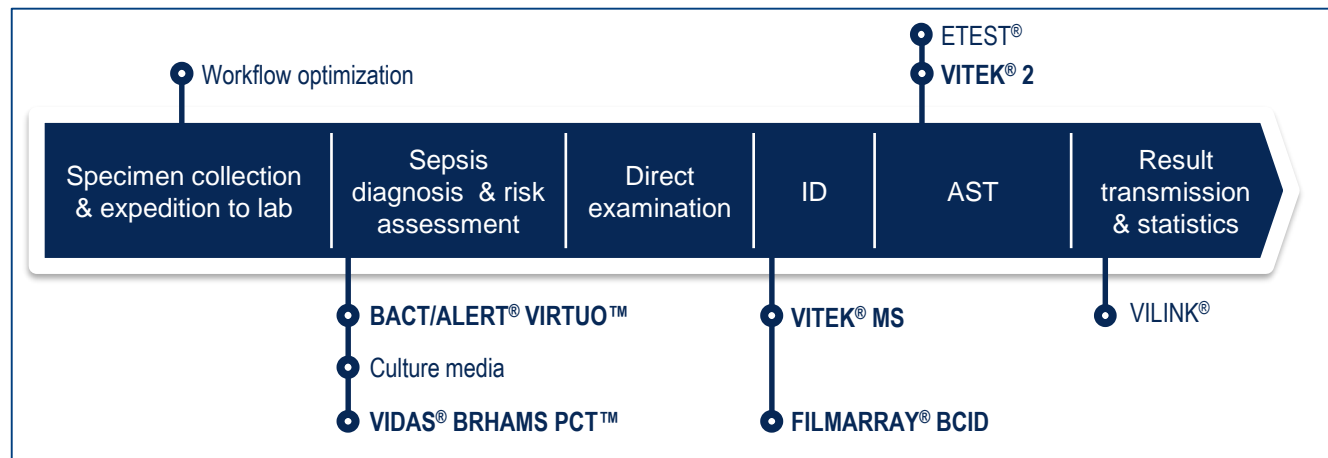 ETEST®
Workflow optimization
VITEK® 2
Specimen collection
& expedition to lab
Sepsis
diagnosis & risk
assessment
Direct
examination
ID
AST
Result
transmission
& statistics
BACT/ALERT® VIRTUO™
Culture media
VIDAS® BRHAMS PCT™
VITEK® MS
FILMARRAY® BCID
VILINK®